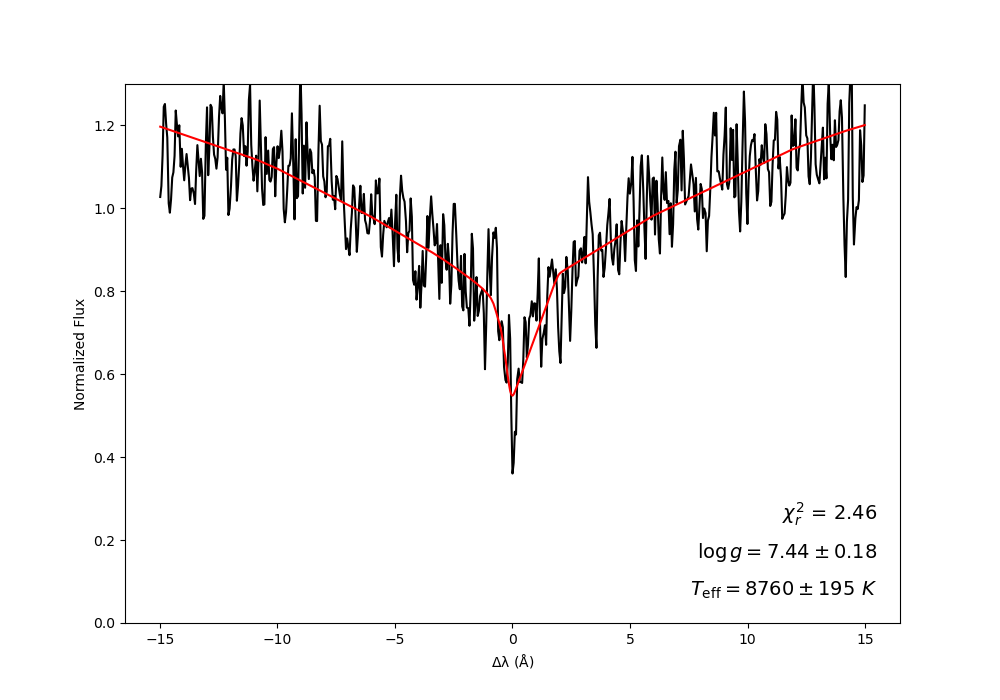 Normalized Flux
1.2
1.0
0.8
0.6
0.4
0.2
0.0
χ²ᵣ = 2.46
log g = 7.44 ± 0.18
T_eff = 8760 ± 195 K
−15 −10 −5 0 5 10 15
Δλ (Å)